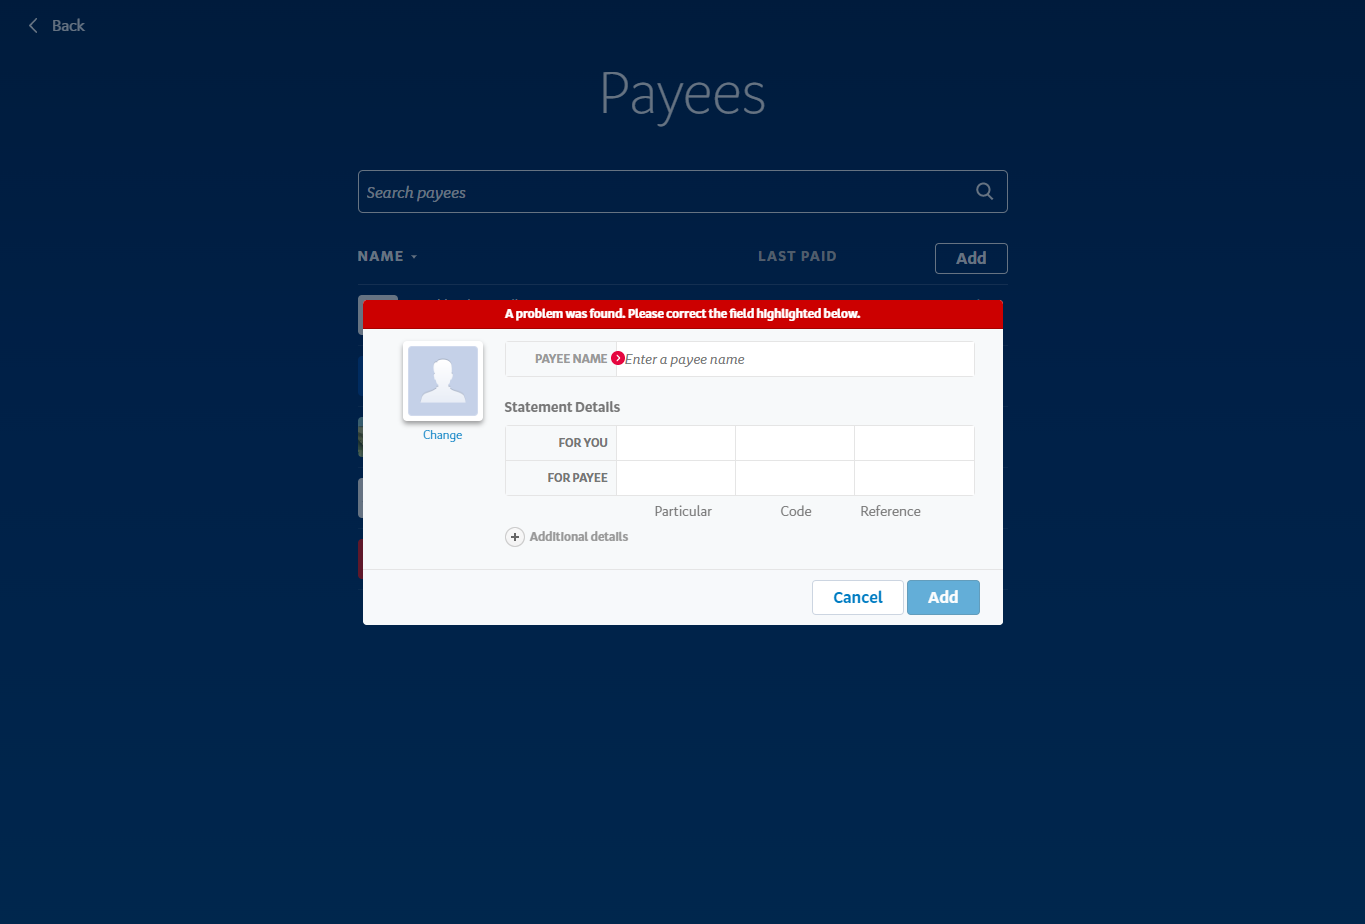 Back
Payees
Search payees
NAME LAST PAID Add
A problem was found. Please correct the field highlighted below.
PAYEE NAME Enter a payee name
Change
Statement Details
FOR YOU
FOR PAYEE
Particular Code Reference
Additional details
Cancel Add